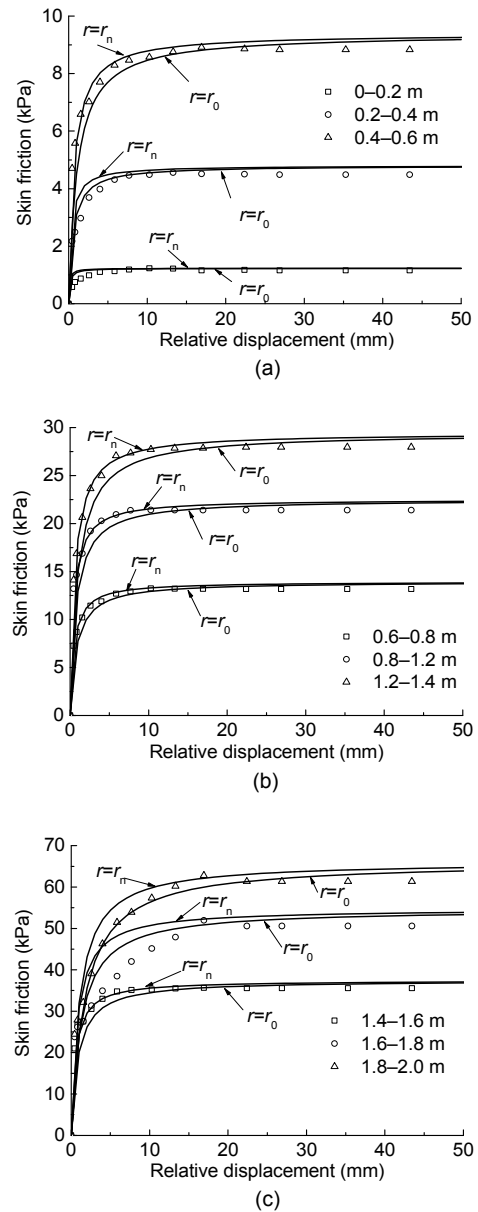 10
8
6
4
2
0
Skin friction (kPa)
r=rn
r=r0
0–0.2 m
0.2–0.4 m
0.4–0.6 m
r=rn
r=r0
r=rn
r=r0
0 10 20 30 40 50
Relative displacement (mm)
(a)
30
25
20
15
10
5
0
Skin friction (kPa)
r=rn
r=r0
r=rn
r=r0
r=rn
r=r0
0.6–0.8 m
0.8–1.2 m
1.2–1.4 m
0 10 20 30 40 50
Relative displacement (mm)
(b)
70
60
50
40
30
20
10
0
Skin friction (kPa)
r=rn
r=r0
r=rn
r=r0
r=rn
r=r0
1.4–1.6 m
1.6–1.8 m
1.8–2.0 m
0 10 20 30 40 50
Relative displacement (mm)
(c)